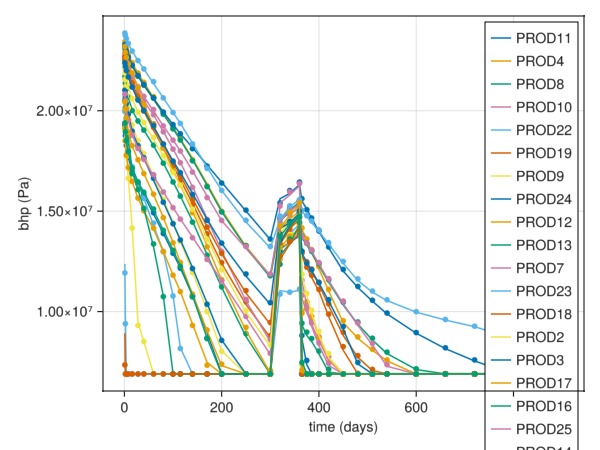 PROD11
PROD4
PROD8
PROD10
PROD22
PROD19
PROD9
PROD24
PROD12
PROD13
PROD7
PROD23
PROD18
PROD2
PROD3
PROD17
PROD16
PROD25
2.00×10⁷
1.50×10⁷
1.00×10⁷
bhp (Pa)
0
200
400
600
time (days)